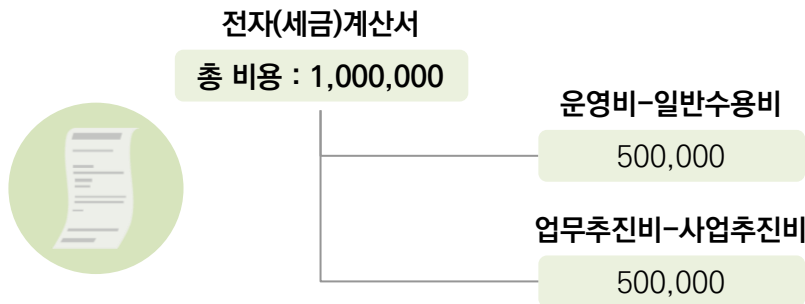 전자(세금)계산서
총 비용 : 1,000,000
운영비-일반수용비
500,000
업무추진비-사업추진비
500,000